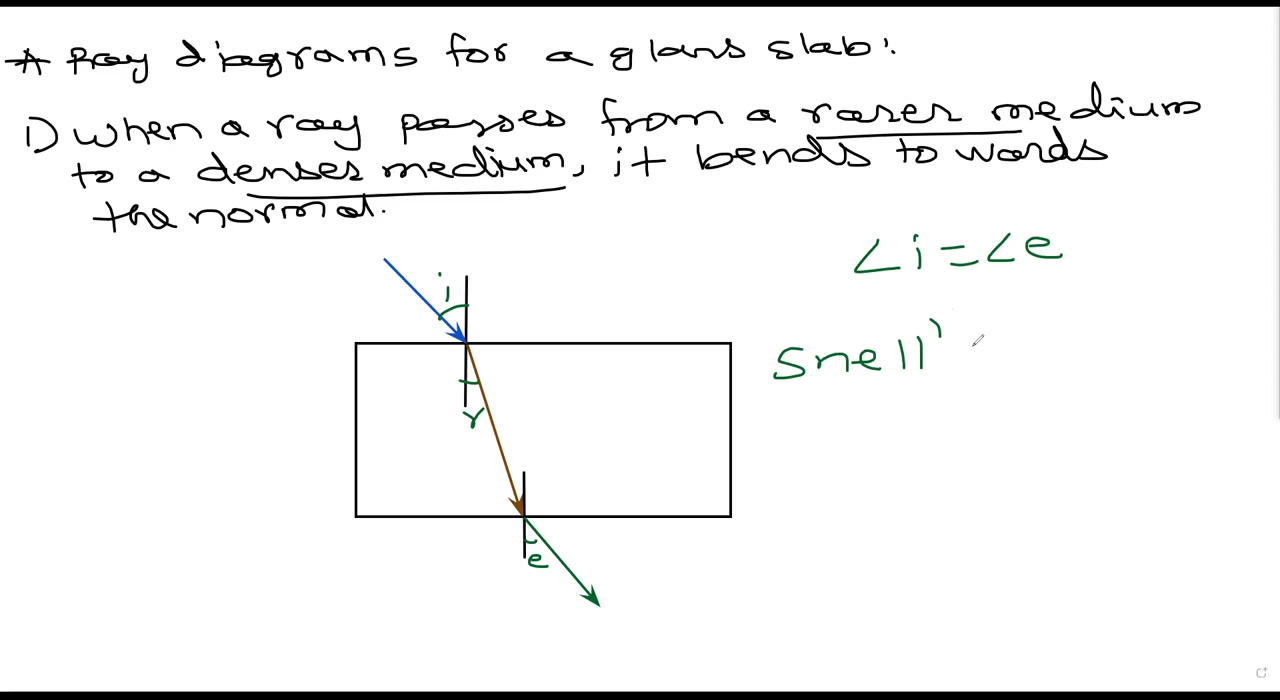 * Ray diagrams for a glass slab:
1) when a ray passes from a rarer medium
to a denser medium, it bends towards
the normal.
∠i = ∠e
i
snell'
r
e